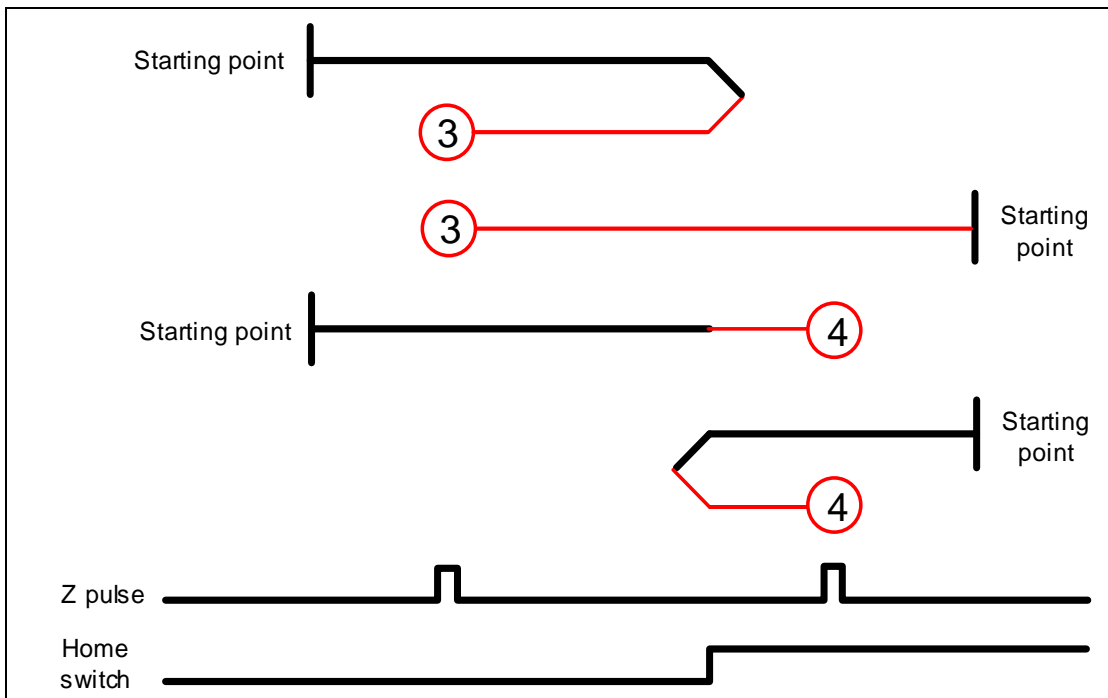 Starting point
3
3
Starting
point
Starting point
4
Starting
point
4
Z pulse
Home
switch